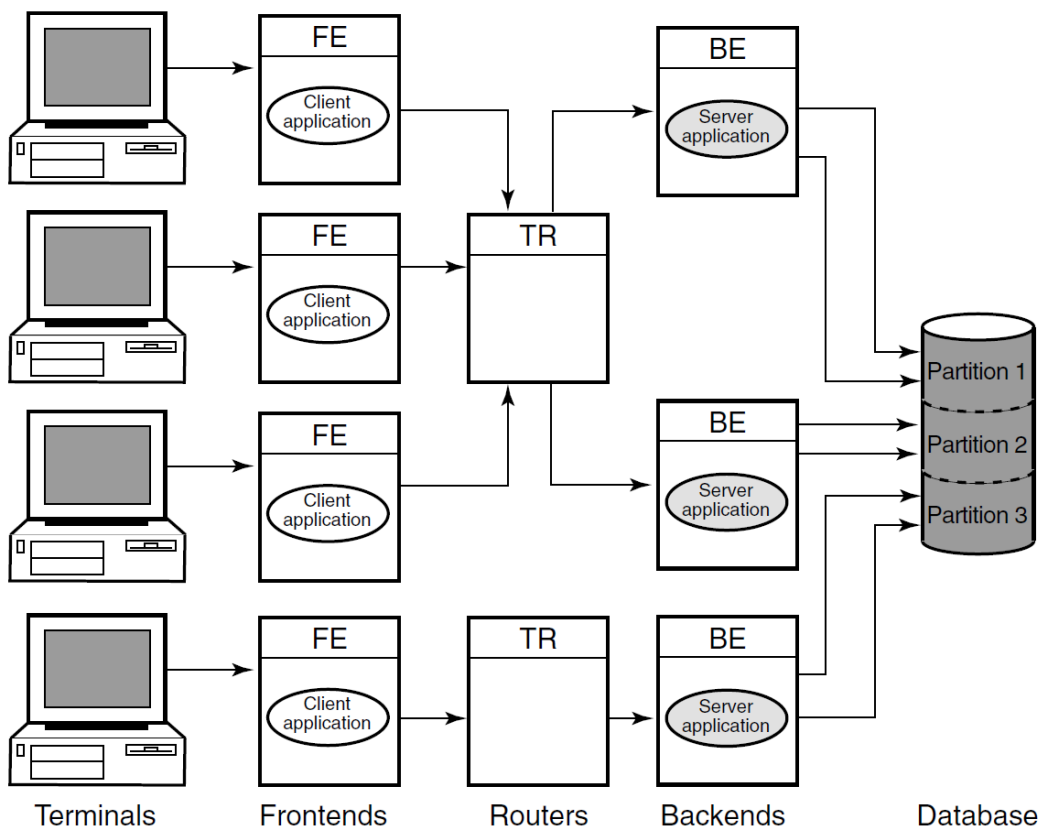 FE
Client
application
BE
Server
application
FE
Client
application
TR
Partition 1
Partition 2
Partition 3
FE
Client
application
BE
Server
application
FE
Client
application
TR
BE
Server
application
Terminals
Frontends
Routers
Backends
Database